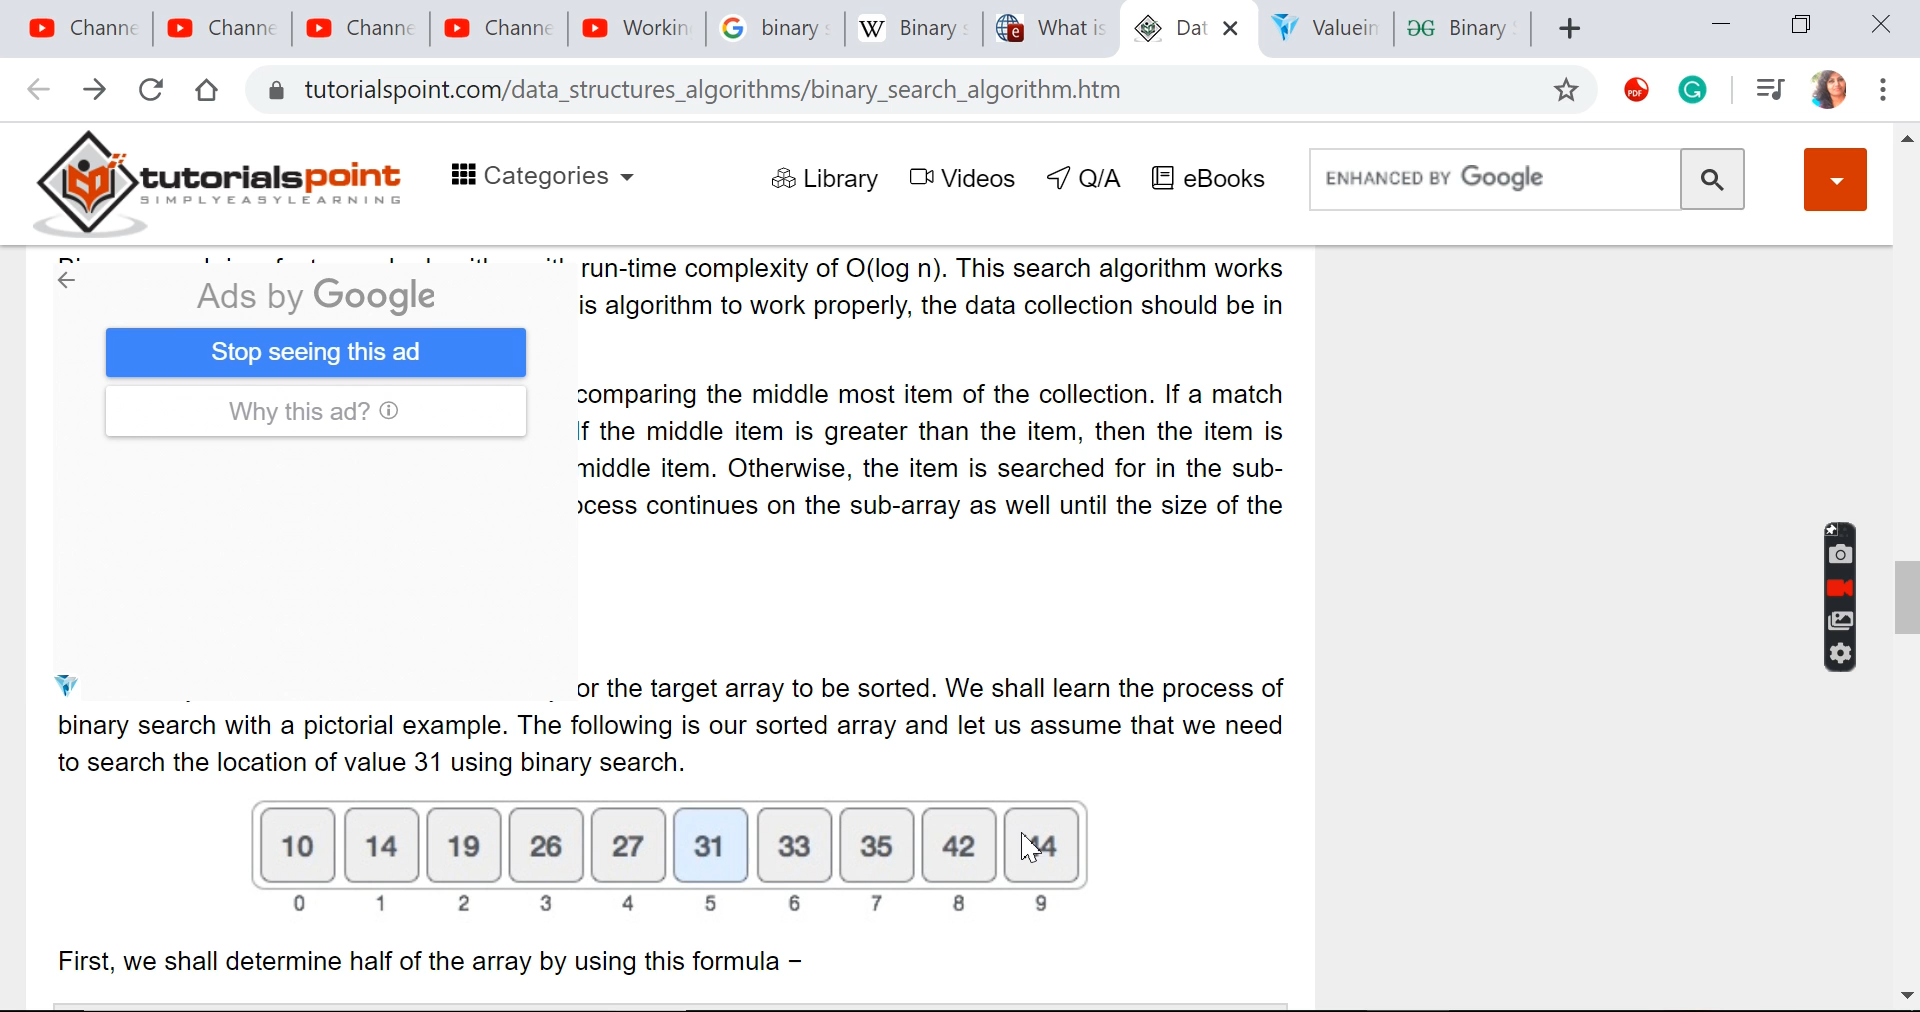 Channe Channe Channe Channe Workin binary Binary What is Dat Valuein Binary
tutorialspoint.com/data_structures_algorithms/binary_search_algorithm.htm
tutorialspoint
SIMPLYEASYLEARNING
Categories
Library Videos Q/A eBooks
ENHANCED BY Google
run-time complexity of O(log n). This search algorithm works
Ads by Google
is algorithm to work properly, the data collection should be in
Stop seeing this ad
comparing the middle most item of the collection. If a match
Why this ad?
If the middle item is greater than the item, then the item is
middle item. Otherwise, the item is searched for in the sub-
ocess continues on the sub-array as well until the size of the
or the target array to be sorted. We shall learn the process of
binary search with a pictorial example. The following is our sorted array and let us assume that we need
to search the location of value 31 using binary search.
10 14 19 26 27 31 33 35 42 44
0 1 2 3 4 5 6 7 8 9
First, we shall determine half of the array by using this formula −